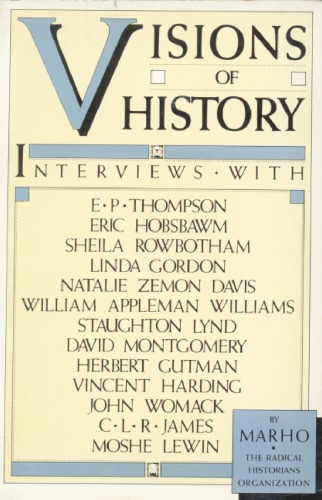 VISIONS
OF
HISTORY
INTERVIEWS · WITH
E · P · THOMPSON
ERIC HOBSBAWM
SHEILA ROWBOTHAM
LINDA GORDON
NATALIE ZEMON DAVIS
WILLIAM APPLEMAN WILLIAMS
STAUGHTON LYND
DAVID MONTGOMERY
HERBERT GUTMAN
VINCENT HARDING
JOHN WOMACK
C · L · R · JAMES
MOSHE LEWIN
BY
MARHO
THE RADICAL
HISTORIANS
ORGANIZATION